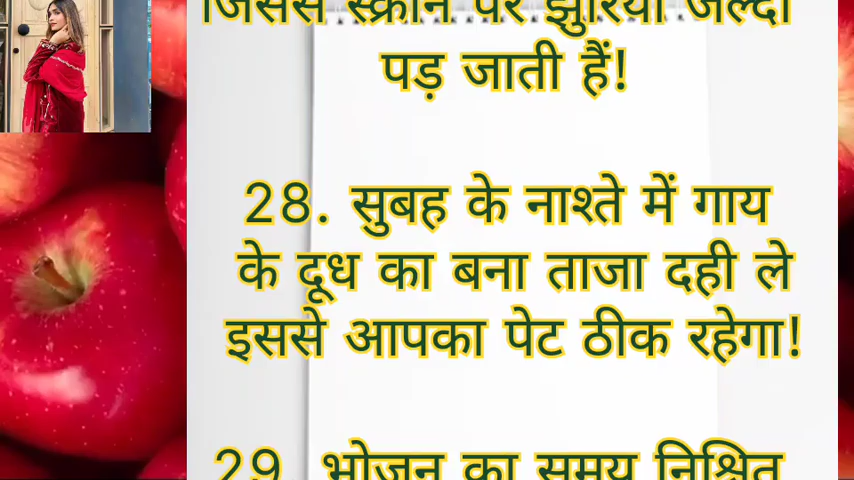 जिससे स्क्रीन पर झुर्रियां जल्दी
पड़ जाती हैं!
28. सुबह के नाश्ते में गाय
के दूध का बना ताजा दही ले
इससे आपका पेट ठीक रहेगा!
29. भोजन का समय निश्चित